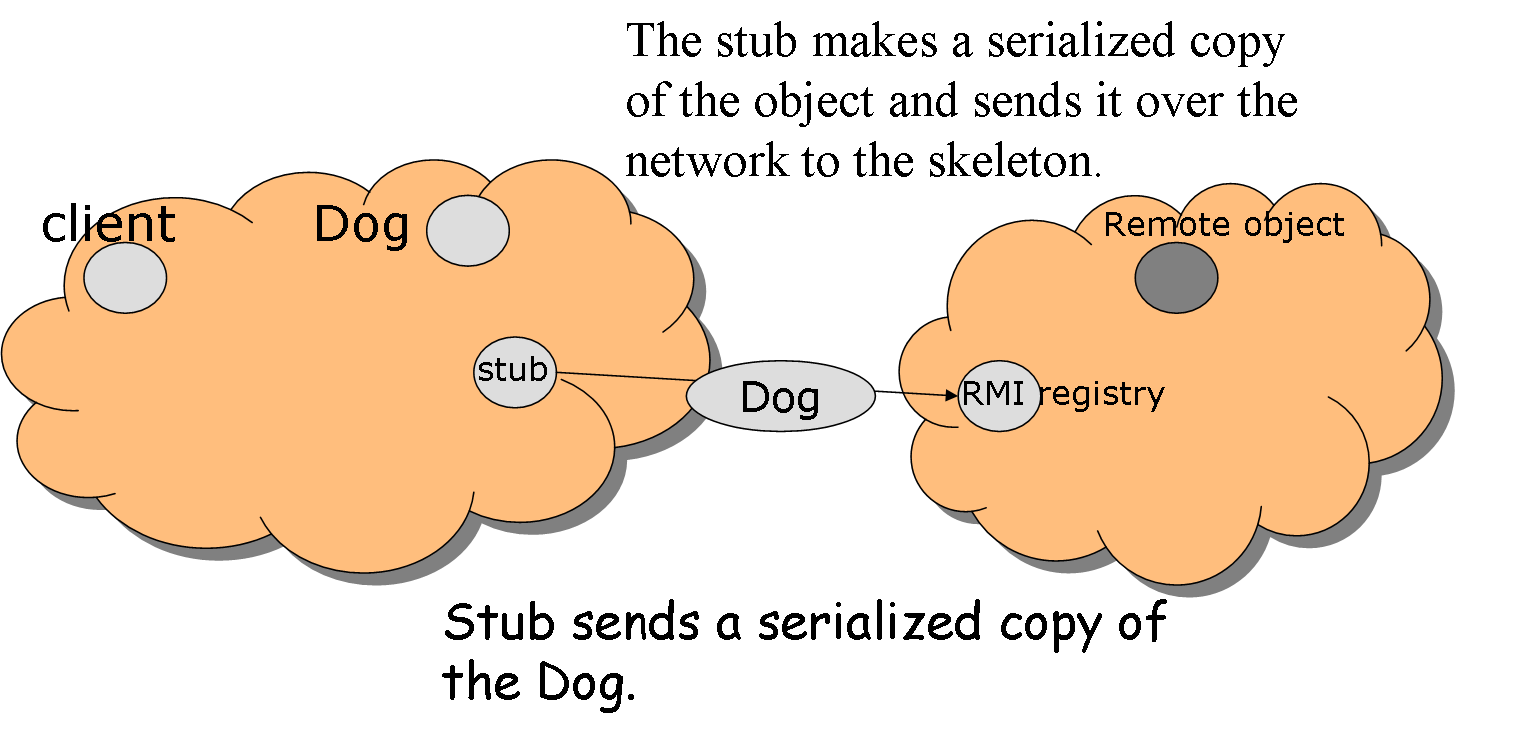 The stub makes a serialized copy
of the object and sends it over the
network to the skeleton.
client
Dog
Remote object
stub
Dog
RMI registry
Stub sends a serialized copy of
the Dog.